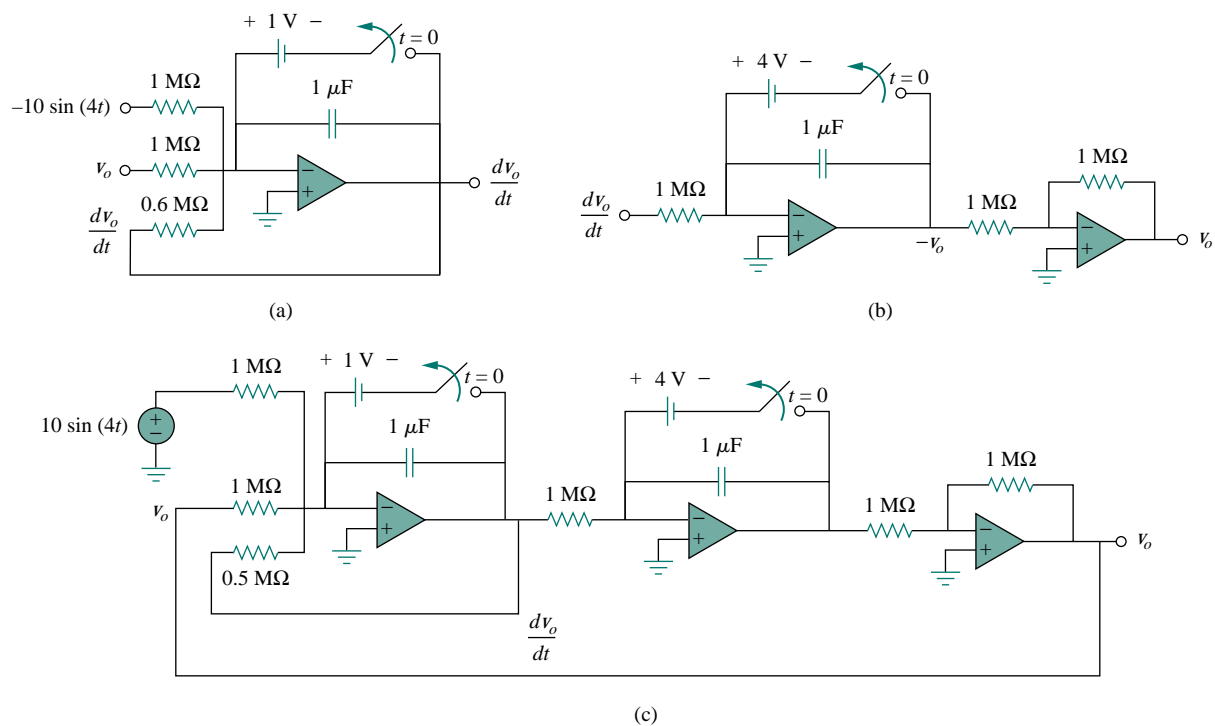 + 1 V −
t = 0
1 MΩ
1 μF
−10 sin (4t)
1 MΩ
v_o
−
+
dv_o/dt
0.6 MΩ
dv_o/dt
(a)
+ 4 V −
t = 0
1 μF
1 MΩ
1 MΩ
dv_o/dt
−
+
1 MΩ
−v_o
−
+
v_o
(b)
1 MΩ
+ 1 V −
t = 0
+ 4 V −
t = 0
10 sin (4t)
+
−
1 μF
1 μF
1 MΩ
1 MΩ
1 MΩ
1 MΩ
v_o
−
+
−
+
−
+
v_o
0.5 MΩ
dv_o/dt
(c)